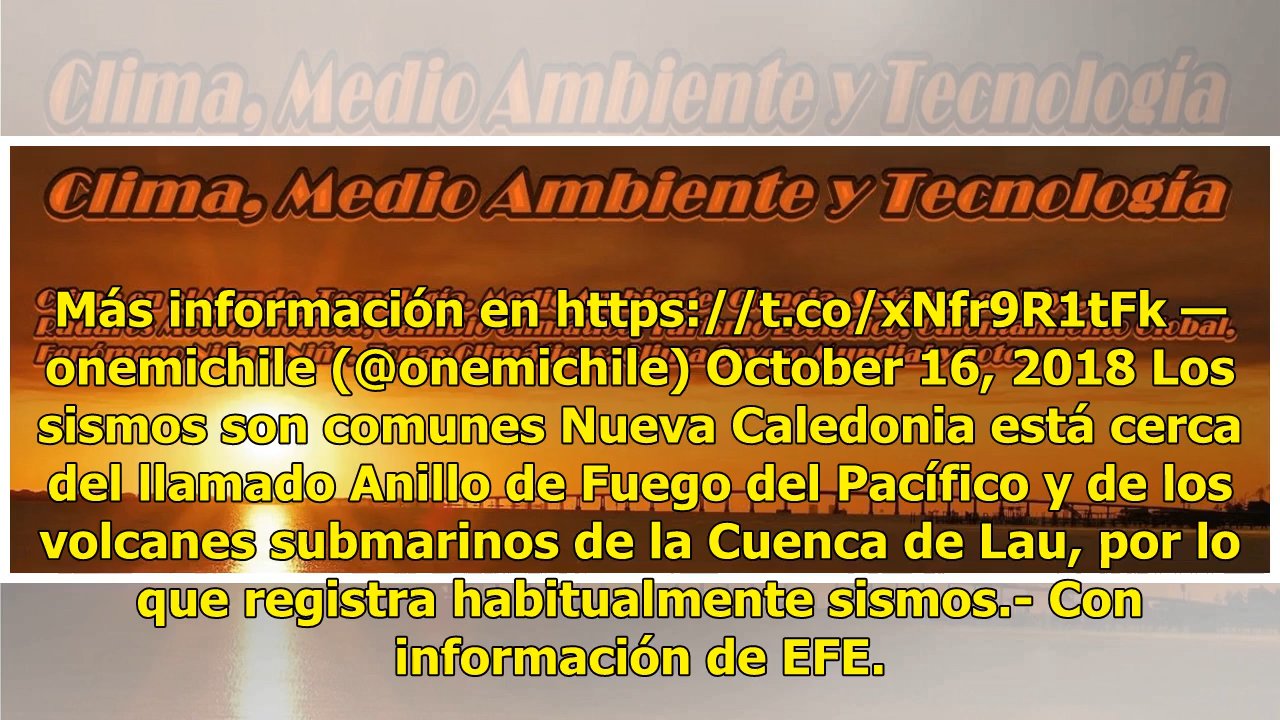 Clima, Medio Ambiente y Tecnología
Clima, Medio Ambiente y Tecnología
Más información en https://t.co/xNfr9R1tFk —
onemichile (@onemichile) October 16, 2018 Los
sismos son comunes Nueva Caledonia está cerca
del llamado Anillo de Fuego del Pacífico y de los
volcanes submarinos de la Cuenca de Lau, por lo
que registra habitualmente sismos.- Con
información de EFE.